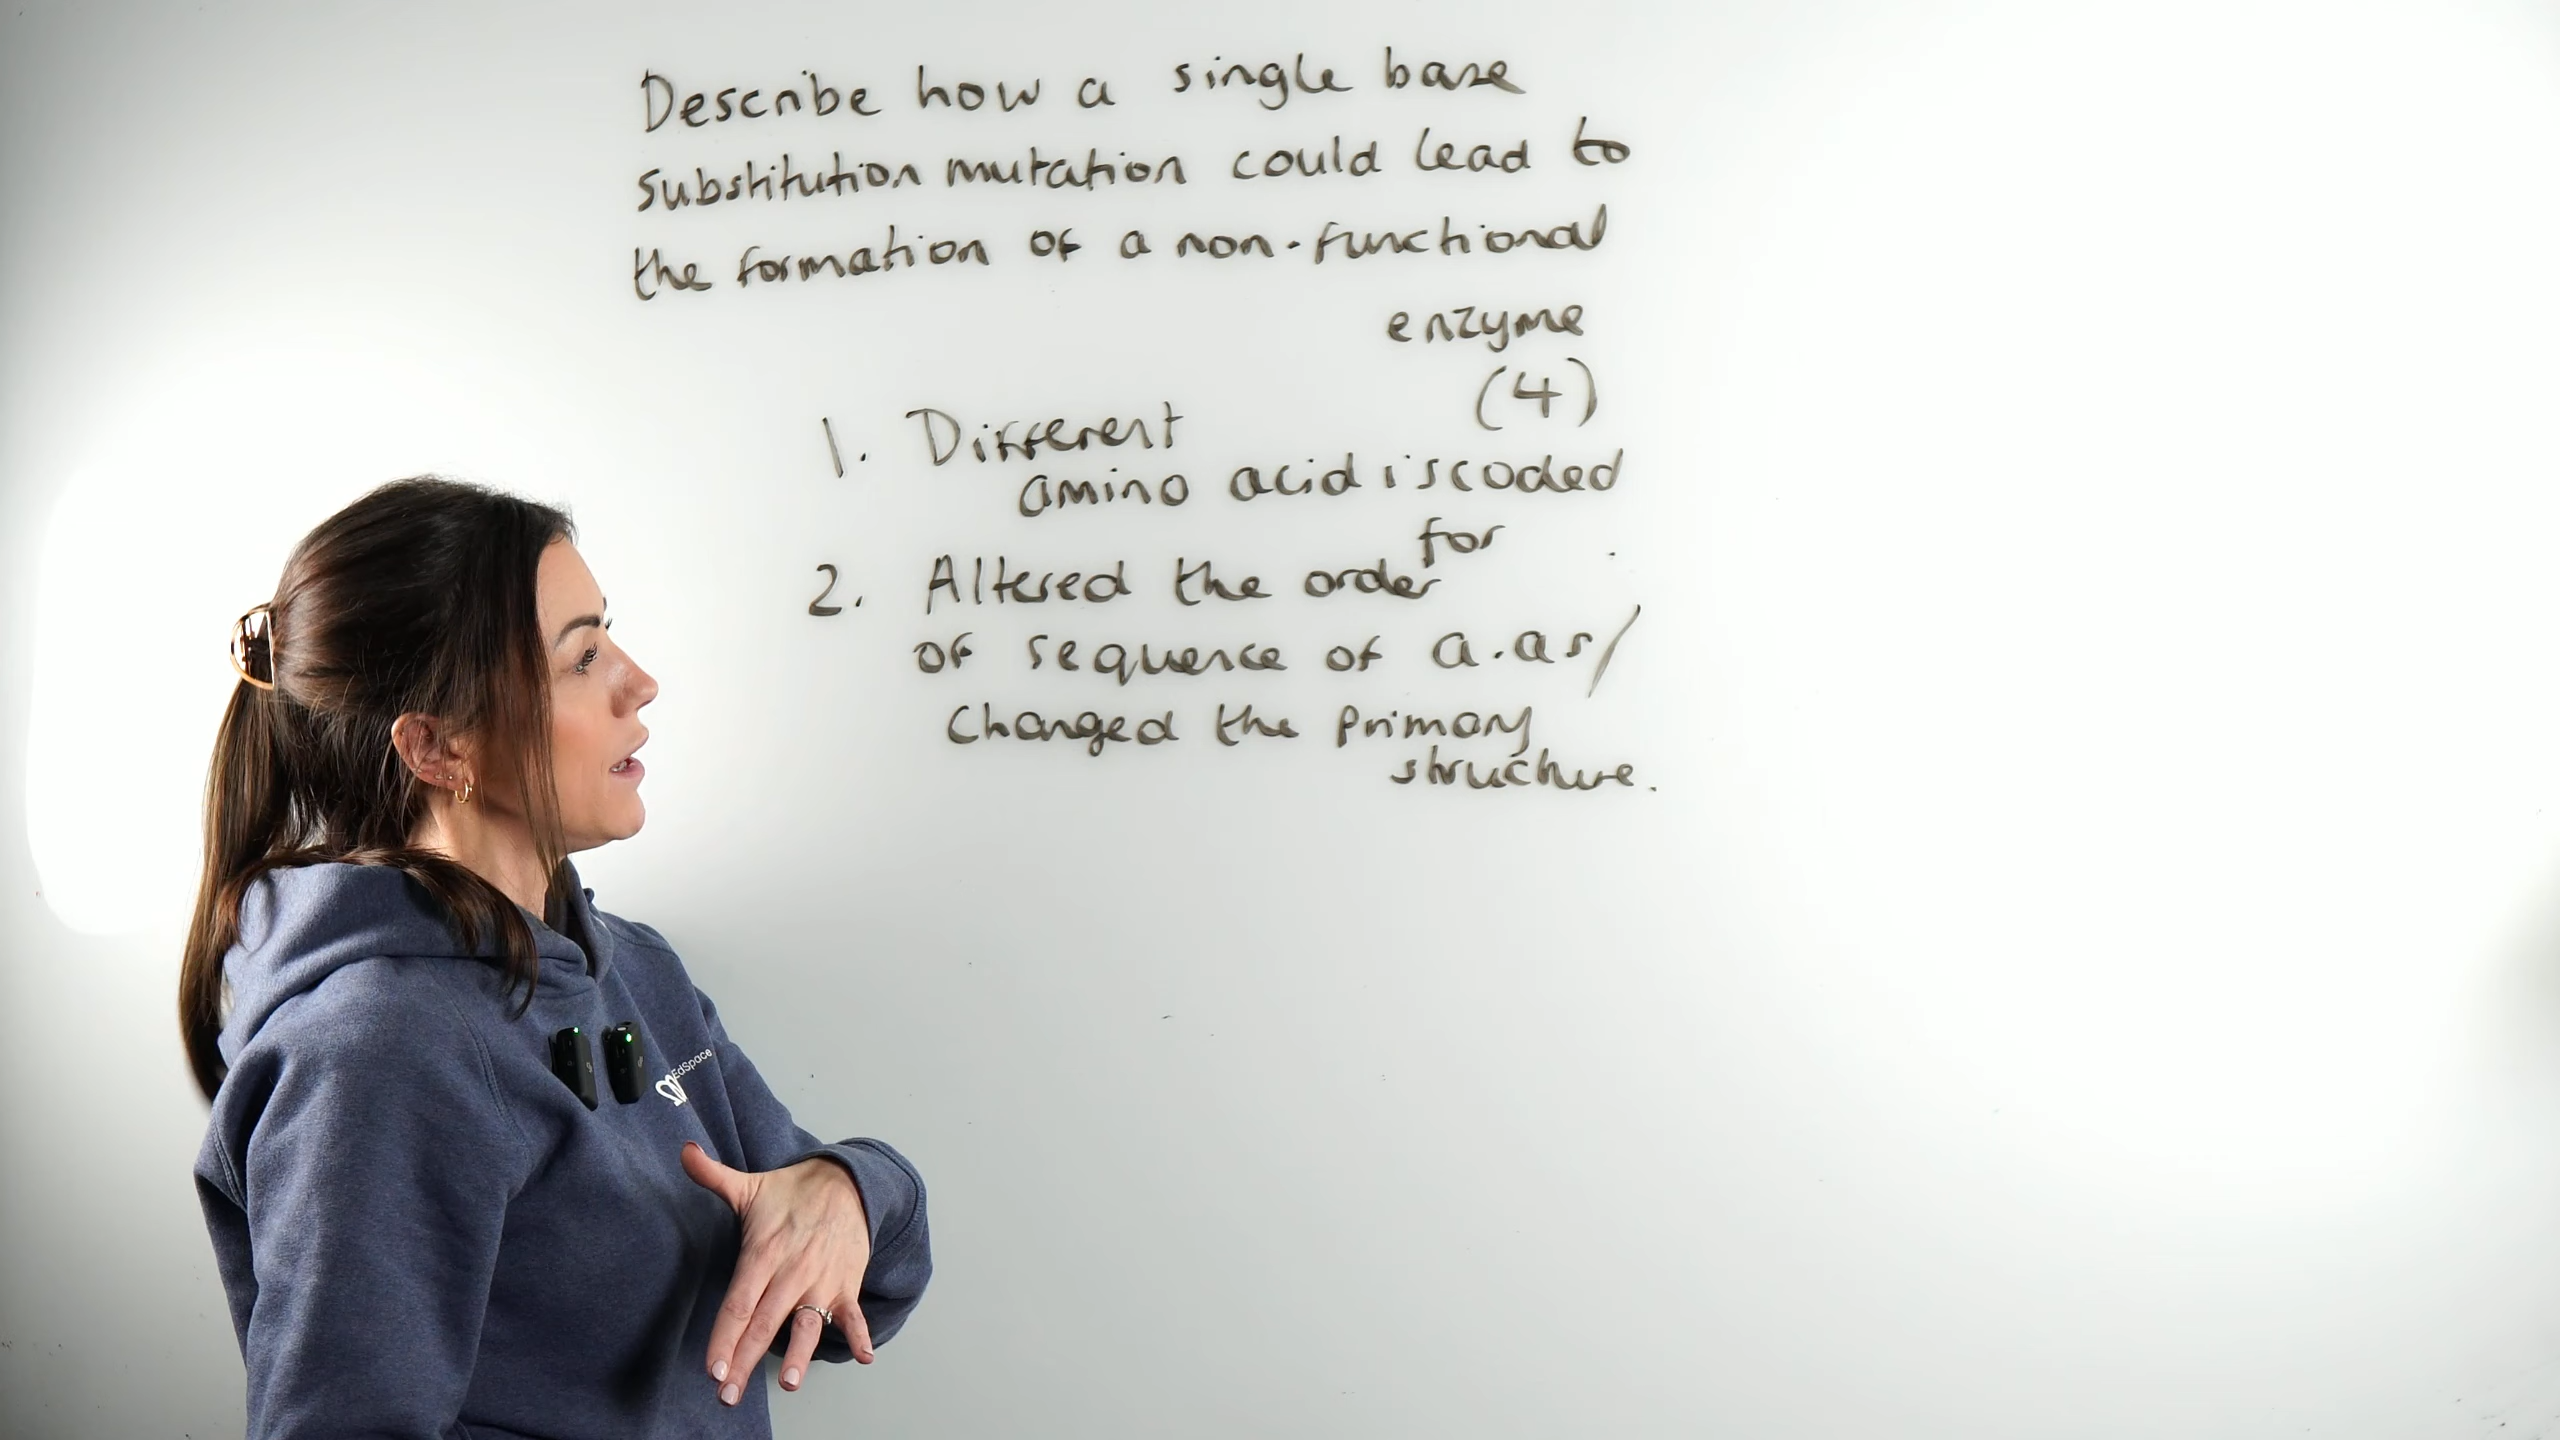 Describe how a single base
substitution mutation could lead to
the formation of a non-functional
enzyme
(4)
1. Different
amino acid is coded
for
2. Altered the order
of sequence of a.as/
Changed the primary
structure.
EdSpace